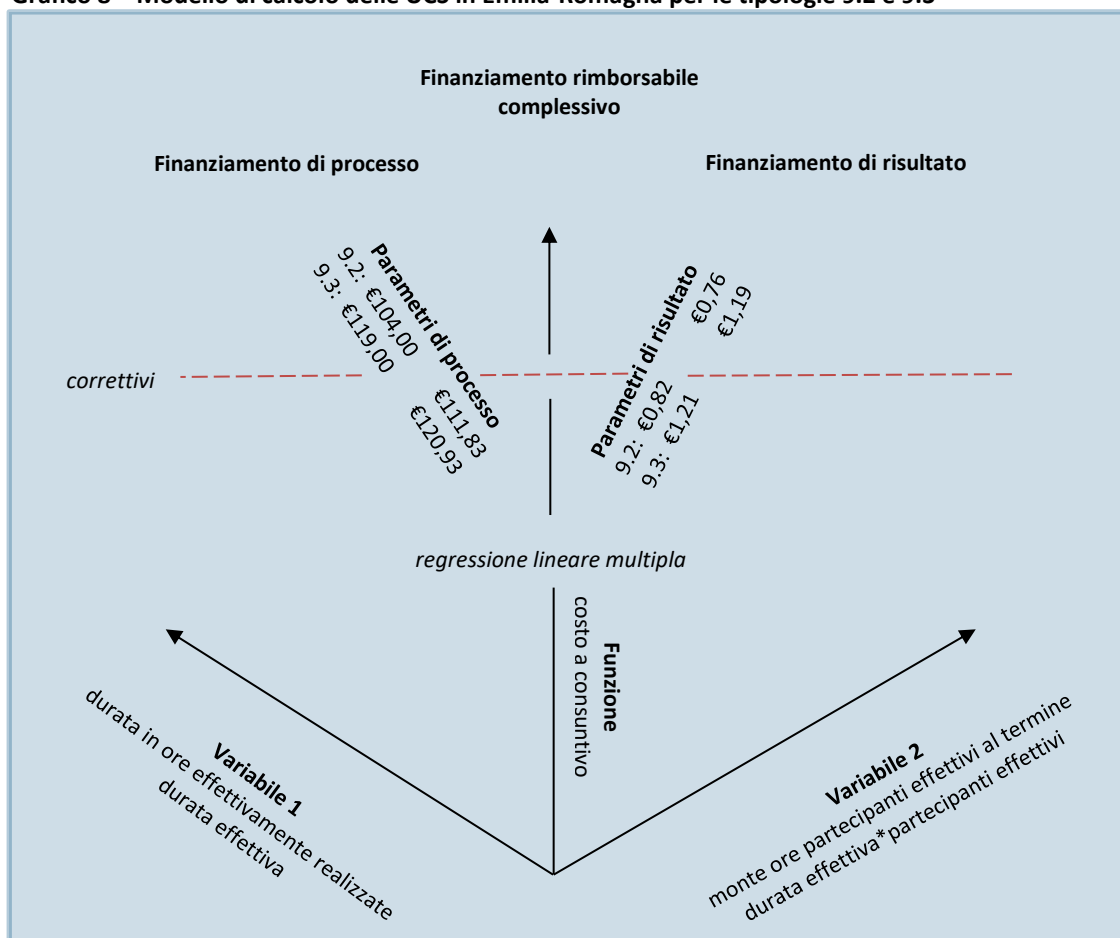 Grafico 8 – Modello di calcolo delle UCS in Emilia-Romagna per le tipologie 9.2 e 9.3
Finanziamento rimborsabile
complessivo
Finanziamento di processo
Finanziamento di risultato
Parametri di processo
9.2: €104,00
€111,83
9.3: €119,00
€120,93
€0,76
€1,19
Parametri di risultato
9.2: €0,82
9.3: €1,21
correttivi
regressione lineare multipla
Funzione
costo a consuntivo
Variabile 1
durata in ore effettivamente realizzate
durata effettiva
Variabile 2
monte ore partecipanti effettivi al termine
durata effettiva*partecipanti effettivi